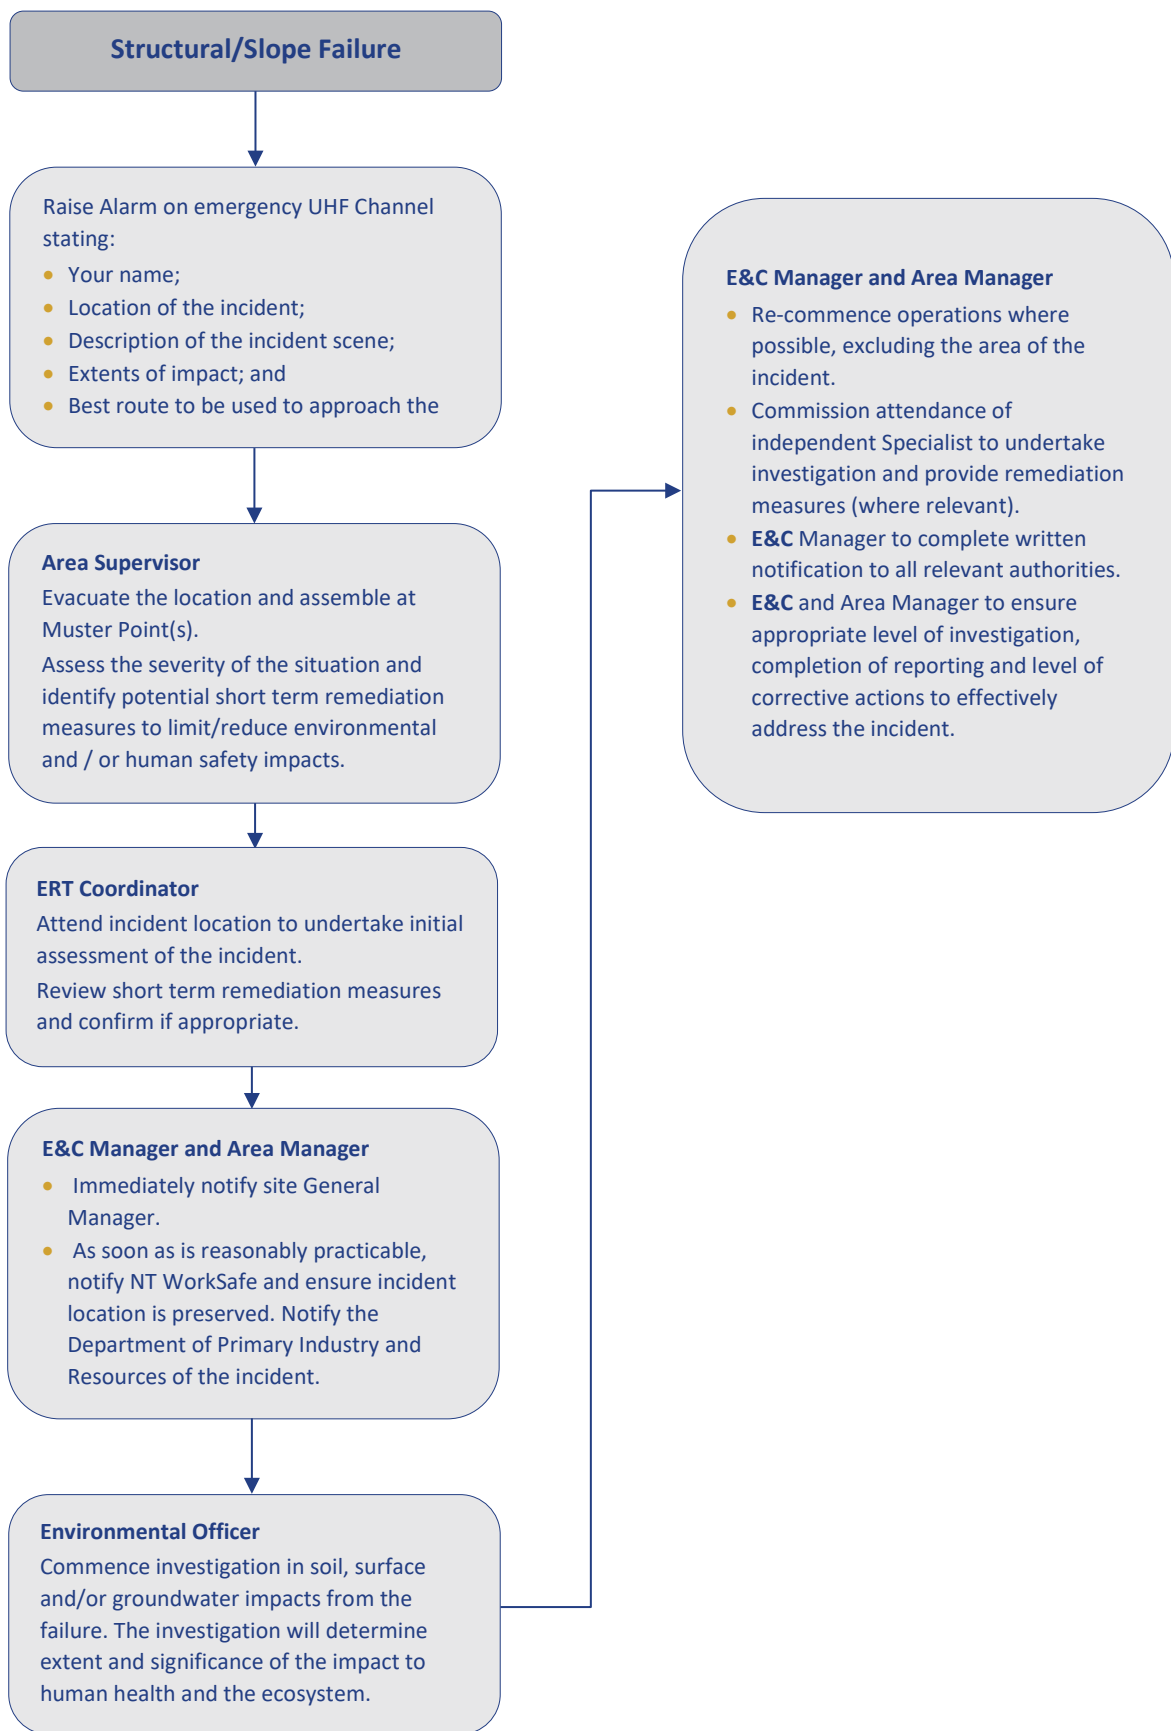 Structural/Slope Failure
Raise Alarm on emergency UHF Channel
stating:
• Your name;
• Location of the incident;
• Description of the incident scene;
• Extents of impact; and
• Best route to be used to approach the
Area Supervisor
Evacuate the location and assemble at
Muster Point(s).
Assess the severity of the situation and
identify potential short term remediation
measures to limit/reduce environmental
and / or human safety impacts.
ERT Coordinator
Attend incident location to undertake initial
assessment of the incident.
Review short term remediation measures
and confirm if appropriate.
E&C Manager and Area Manager
• Immediately notify site General
Manager.
• As soon as is reasonably practicable,
notify NT WorkSafe and ensure incident
location is preserved. Notify the
Department of Primary Industry and
Resources of the incident.
Environmental Officer
Commence investigation in soil, surface
and/or groundwater impacts from the
failure. The investigation will determine
extent and significance of the impact to
human health and the ecosystem.
E&C Manager and Area Manager
• Re-commence operations where
possible, excluding the area of the
incident.
• Commission attendance of
independent Specialist to undertake
investigation and provide remediation
measures (where relevant).
• E&C Manager to complete written
notification to all relevant authorities.
• E&C and Area Manager to ensure
appropriate level of investigation,
completion of reporting and level of
corrective actions to effectively
address the incident.